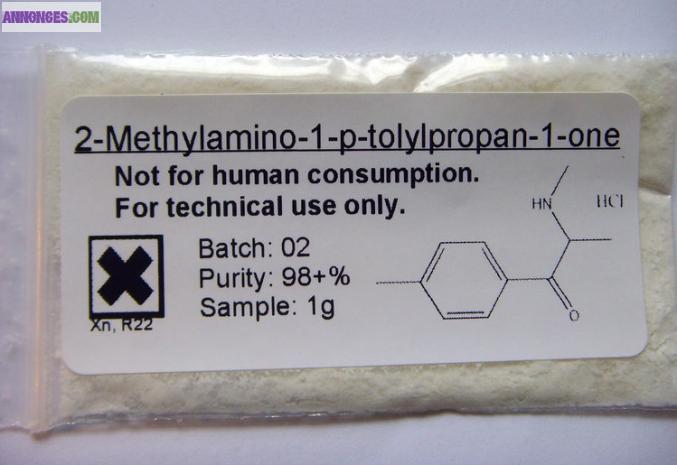 ANNONCES.COM
2-Methylamino-1-p-tolylpropan-1-one
Not for human consumption.
For technical use only.
Batch: 02
Purity: 98+%
Sample: 1g
Xn, R22
HN
HCl
O